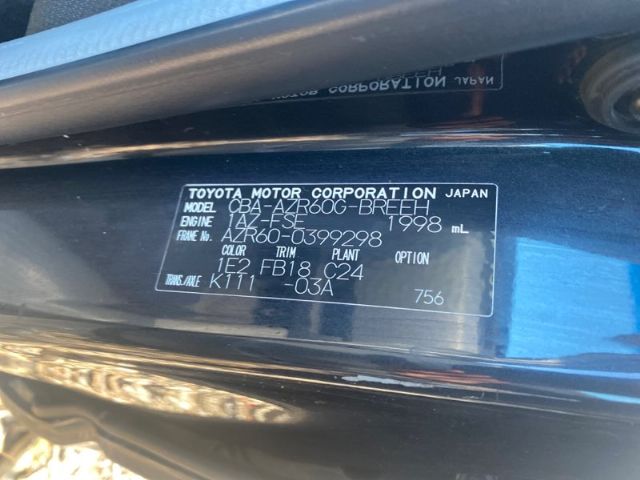 TOYOTA MOTOR CORPORATION JAPAN
MODEL CBA-AZR60G-BREEH
ENGINE 1AZ-FSE 1998 mL
FRAME No. AZR60-0399298
COLOR TRIM PLANT OPTION
1E2 FB18 C24
TRANS./AXLE K111 -03A
756